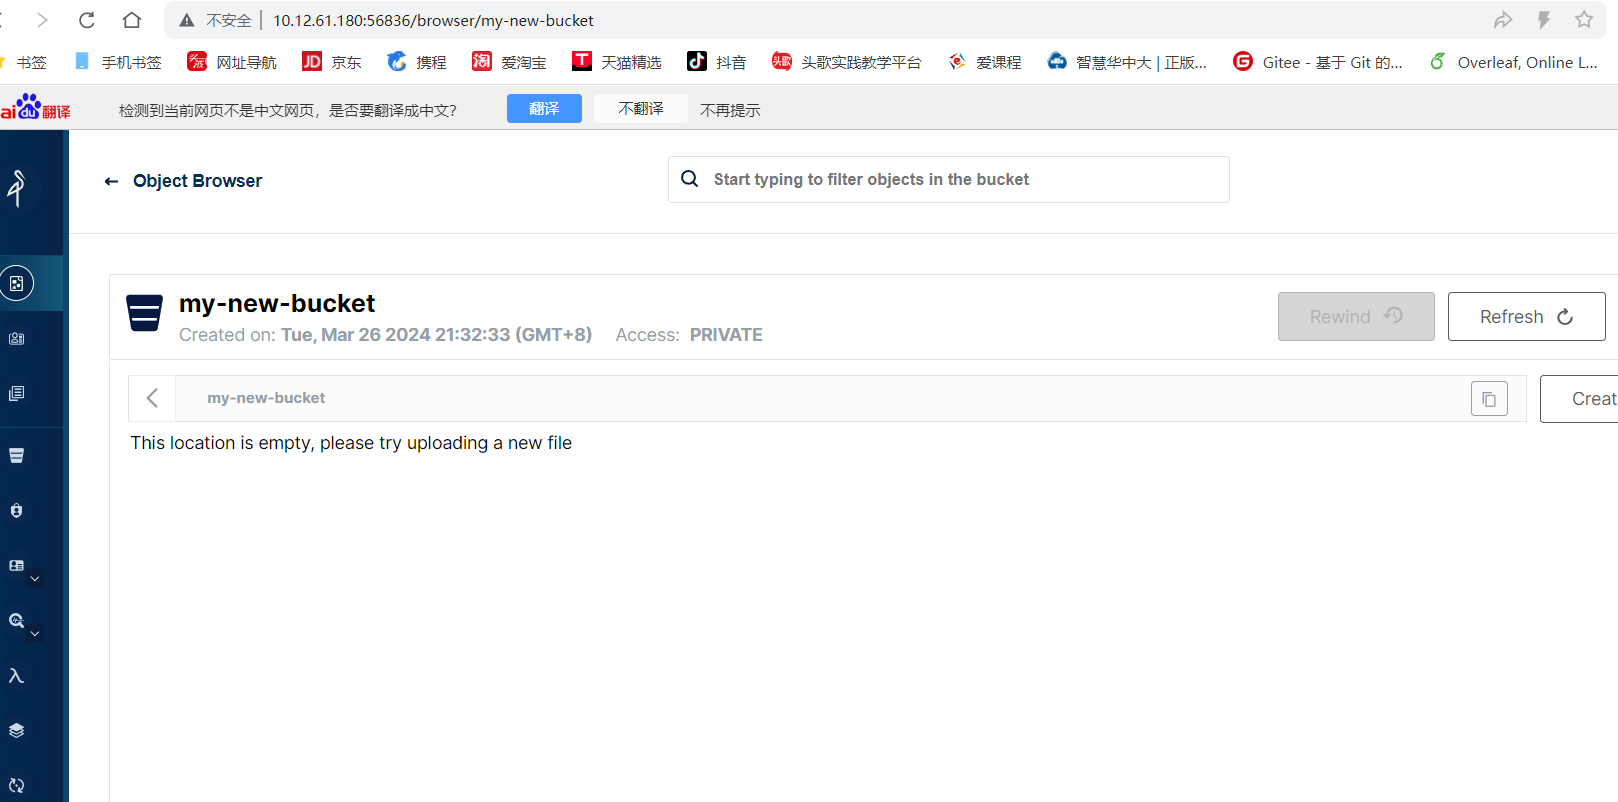 不安全 10.12.61.180:56836/browser/my-new-bucket
书签 手机书签 派 网址导航 JD 京东 携程 淘 爱淘宝 T 天猫精选 抖音 头歌 头歌实践教学平台 爱课程 智慧华中大 | 正版... G Gitee - 基于 Git 的... Overleaf, Online L...
ai du 翻译 检测到当前网页不是中文网页，是否要翻译成中文? 翻译 不翻译 不再提示
Object Browser Start typing to filter objects in the bucket
my-new-bucket
Created on: Tue, Mar 26 2024 21:32:33 (GMT+8) Access: PRIVATE Rewind Refresh
my-new-bucket Creat
This location is empty, please try uploading a new file